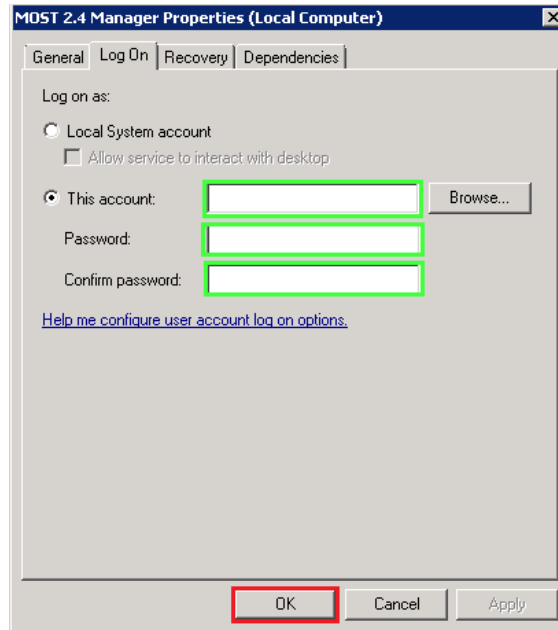 MOST 2.4 Manager Properties (Local Computer)
General Log On Recovery Dependencies
Log on as:
Local System account
Allow service to interact with desktop
This account:
Browse...
Password:
Confirm password:
Help me configure user account log on options.
OK Cancel Apply